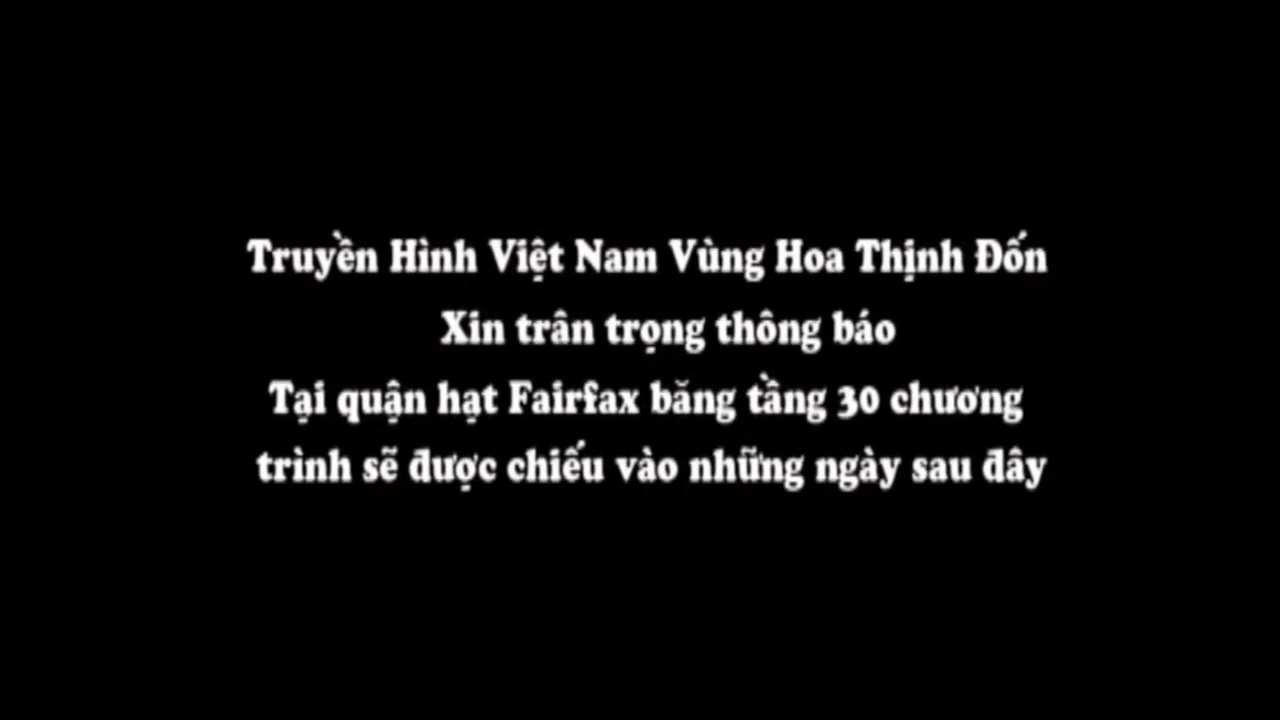 Truyền Hình Việt Nam Vùng Hoa Thịnh Đốn
Xin trân trọng thông báo
Tại quận hạt Fairfax băng tầng 30 chương
trình sẽ được chiếu vào những ngày sau đây